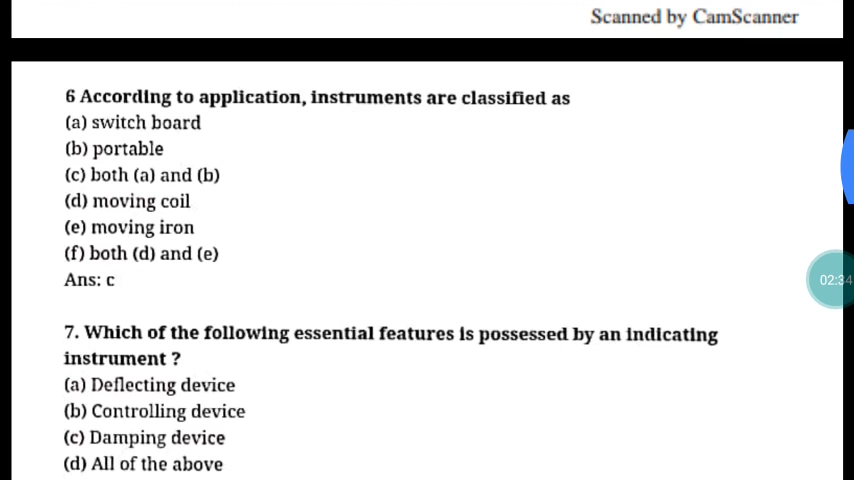 Scanned by CamScanner
6 According to application, instruments are classified as
(a) switch board
(b) portable
(c) both (a) and (b)
(d) moving coil
(e) moving iron
(f) both (d) and (e)
Ans: c
02:34
7. Which of the following essential features is possessed by an indicating
instrument ?
(a) Deflecting device
(b) Controlling device
(c) Damping device
(d) All of the above